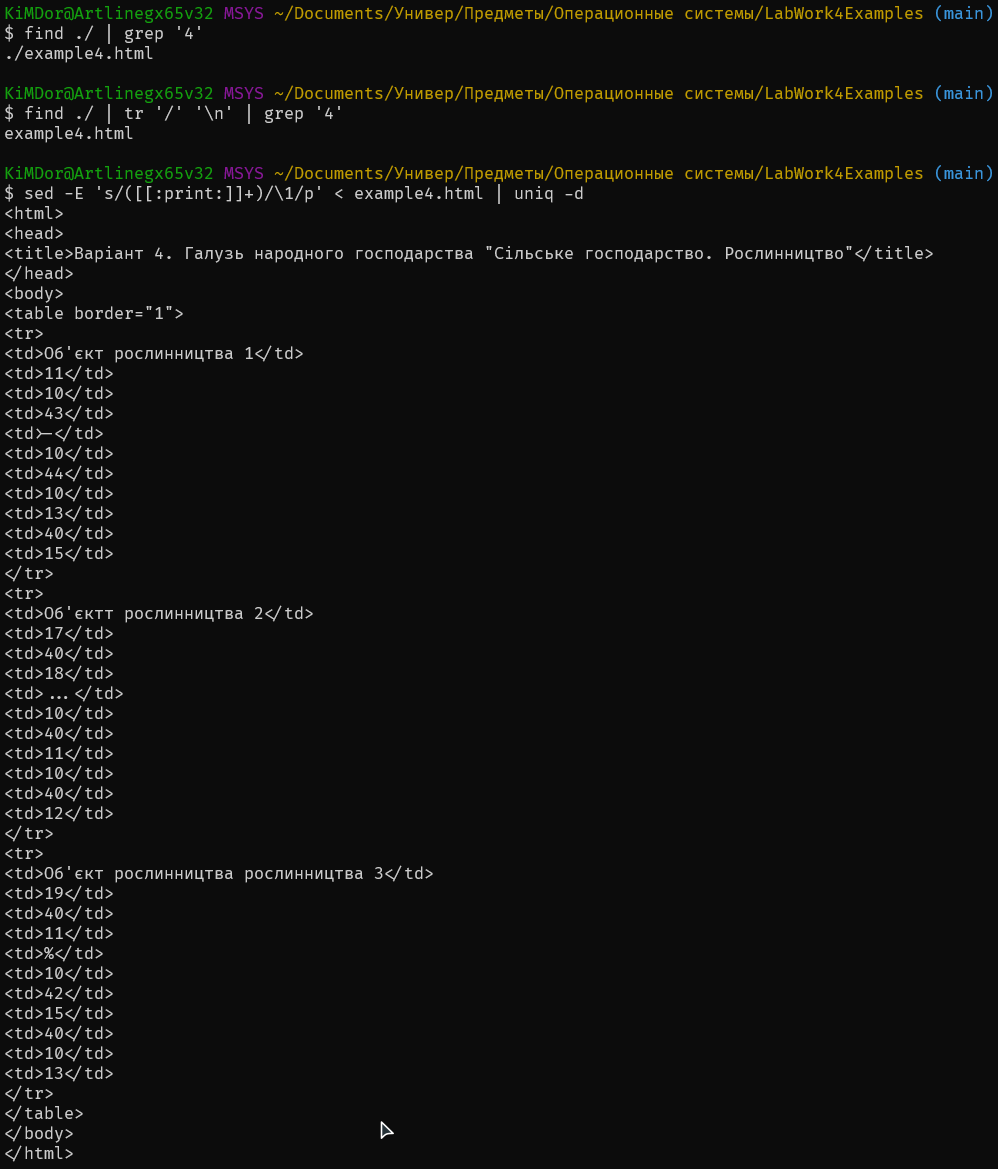 KiMDor@Artlinegx65v32 MSYS ~/Documents/Универ/Предметы/Операционные системы/LabWork4Examples (main)
$ find ./ | grep '4'
./example4.html
KiMDor@Artlinegx65v32 MSYS ~/Documents/Универ/Предметы/Операционные системы/LabWork4Examples (main)
$ find ./ | tr '/' '\n' | grep '4'
example4.html
KiMDor@Artlinegx65v32 MSYS ~/Documents/Универ/Предметы/Операционные системы/LabWork4Examples (main)
$ sed -E 's/([[:print:]]+)/\1/p' < example4.html | uniq -d
<html>
<head>
<title>Варіант 4. Галузь народного господарства "Сільське господарство. Рослинництво"</title>
</head>
<body>
<table border="1">
<tr>
<td>Об'єкт рослинництва 1</td>
<td>11</td>
<td>10</td>
<td>43</td>
<td>-</td>
<td>10</td>
<td>44</td>
<td>10</td>
<td>13</td>
<td>40</td>
<td>15</td>
</tr>
<tr>
<td>Об'єктт рослинництва 2</td>
<td>17</td>
<td>40</td>
<td>18</td>
<td>...</td>
<td>10</td>
<td>40</td>
<td>11</td>
<td>10</td>
<td>40</td>
<td>12</td>
</tr>
<tr>
<td>Об'єкт рослинництва рослинництва 3</td>
<td>19</td>
<td>40</td>
<td>11</td>
<td>%</td>
<td>10</td>
<td>42</td>
<td>15</td>
<td>40</td>
<td>10</td>
<td>13</td>
</tr>
</table>
</body>
</html>